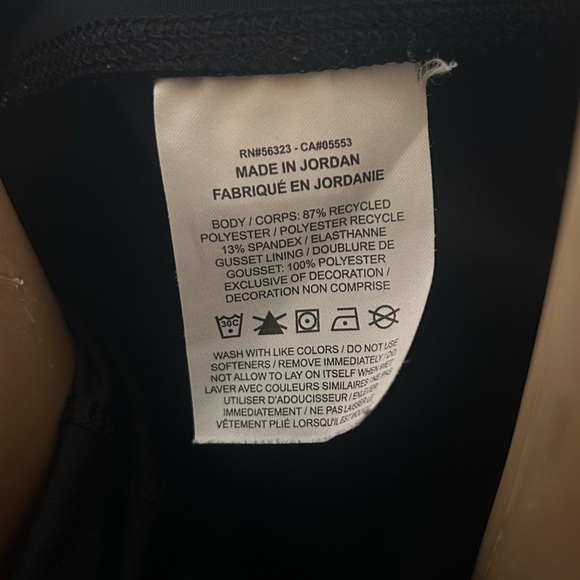 RN#56323 - CA#05553
MADE IN JORDAN
FABRIQUÉ EN JORDANIE
BODY / CORPS: 87% RECYCLED
POLYESTER / POLYESTER RECYCLE
13% SPANDEX / ELASTHANNE
GUSSET LINING / DOUBLURE DE
GOUSSET: 100% POLYESTER
EXCLUSIVE OF DECORATION /
DECORATION NON COMPRISE
30C
WASH WITH LIKE COLORS / DO NOT USE
SOFTENERS / REMOVE IMMEDIATELY / DO
NOT ALLOW TO LAY ON ITSELF WHEN WET
LAVER AVEC COULEURS SIMILAIRES / NE PAS
UTILISER D'ADOUCISSEUR / ENLEVER
IMMEDIATEMENT / NE PAS LAISSER LE
VÊTEMENT PLIÉ LORSQU'IL EST